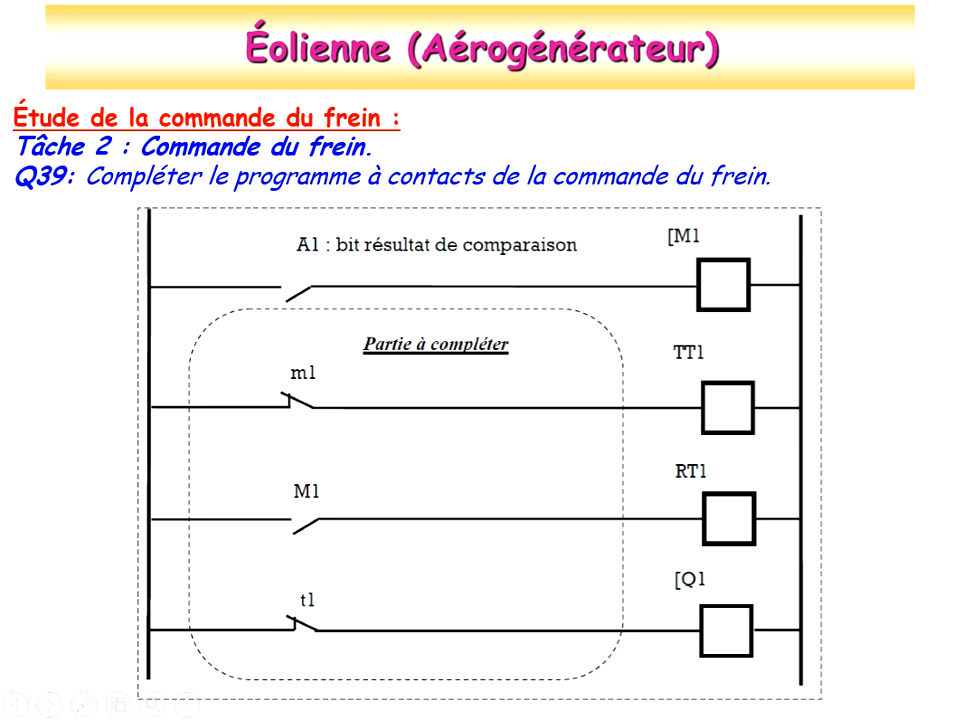 Éolienne (Aérogénérateur)
Étude de la commande du frein :
Tâche 2 : Commande du frein.
Q39: Compléter le programme à contacts de la commande du frein.
A1 : bit résultat de comparaison
[M1
Partie à compléter
TT1
m1
RT1
M1
[Q1
t1